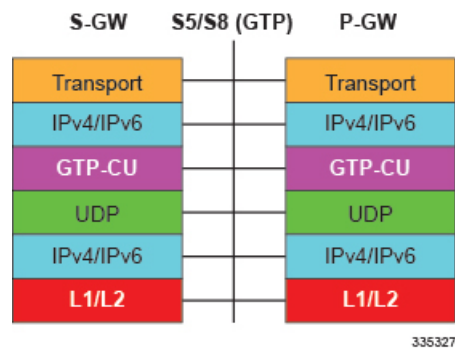 S-GW S5/S8 (GTP) P-GW
Transport Transport
IPv4/IPv6 IPv4/IPv6
GTP-CU GTP-CU
UDP UDP
IPv4/IPv6 IPv4/IPv6
L1/L2 L1/L2
335327